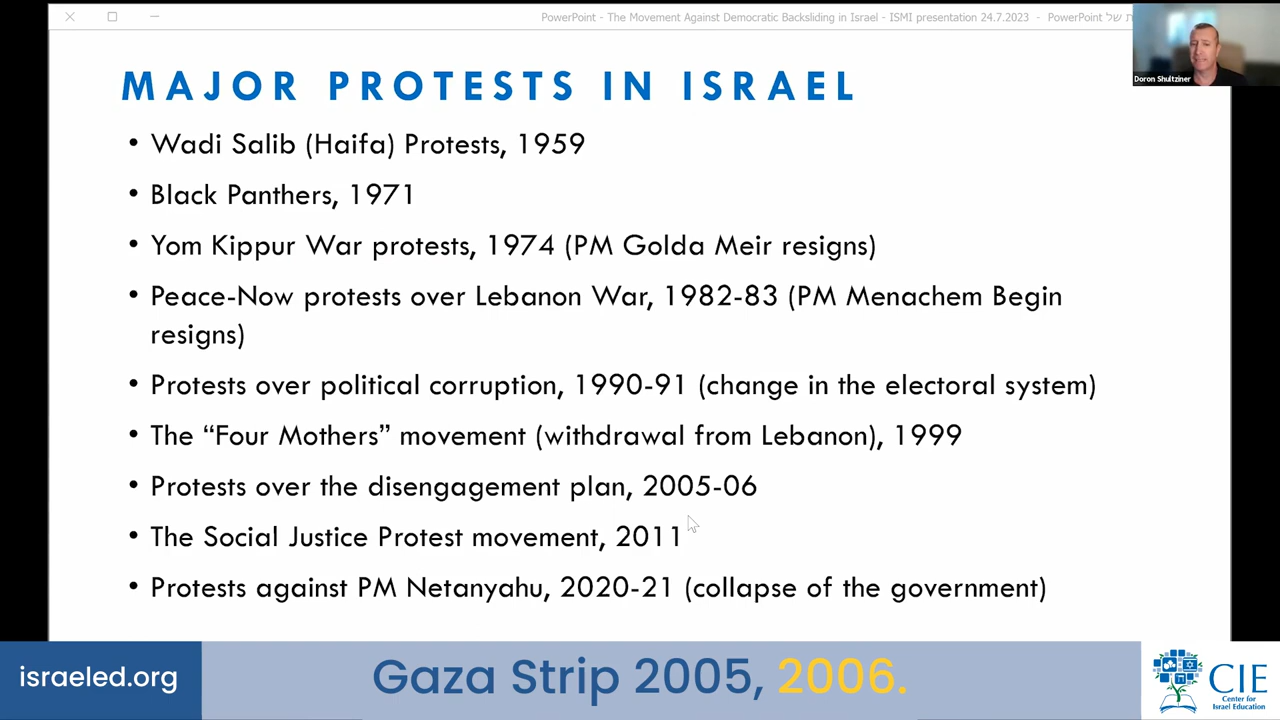 PowerPoint - The Movement Against Democratic Backsliding in Israel - ISMI presentation 24.7.2023 - PowerPoint של
Doron Shultziner
MAJOR PROTESTS IN ISRAEL
• Wadi Salib (Haifa) Protests, 1959
• Black Panthers, 1971
• Yom Kippur War protests, 1974 (PM Golda Meir resigns)
• Peace-Now protests over Lebanon War, 1982-83 (PM Menachem Begin
resigns)
• Protests over political corruption, 1990-91 (change in the electoral system)
• The “Four Mothers” movement (withdrawal from Lebanon), 1999
• Protests over the disengagement plan, 2005-06
• The Social Justice Protest movement, 2011
• Protests against PM Netanyahu, 2020-21 (collapse of the government)
israeled.org
Gaza Strip 2005, 2006.
CIE
Center for
Israel Education